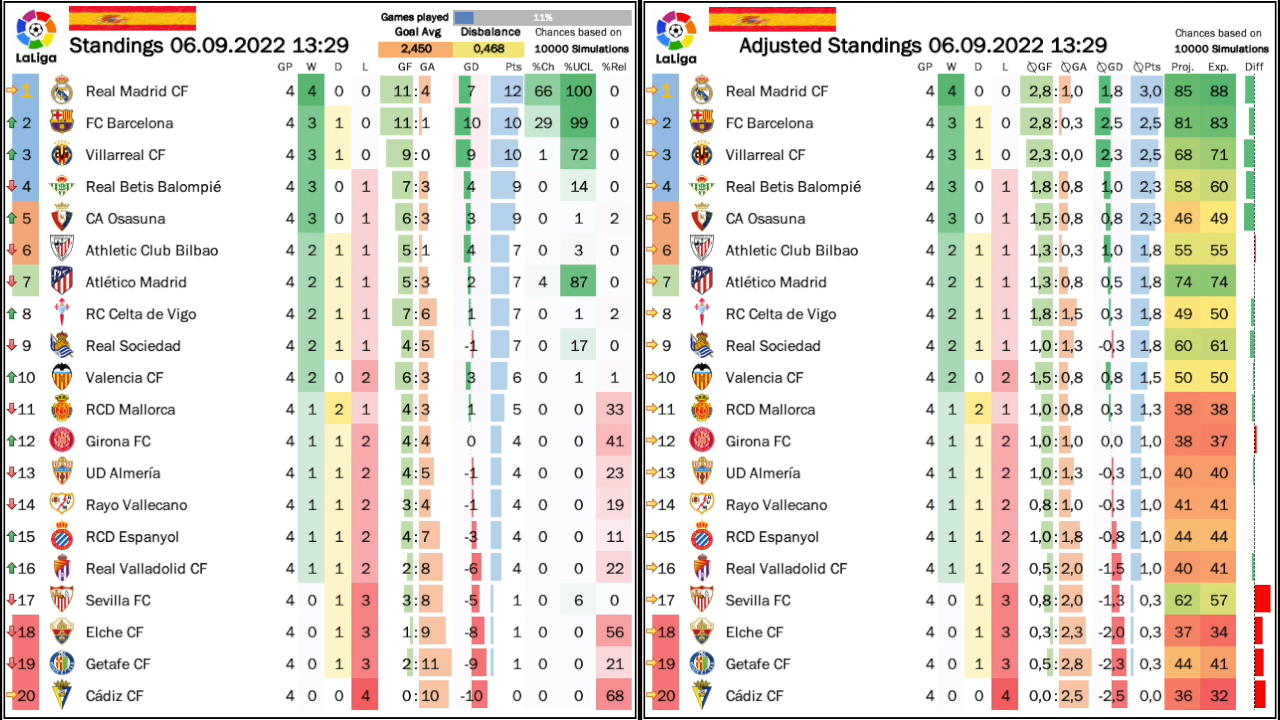 Games played 11%
Goal Avg Disbalance Chances based on
Standings 06.09.2022 13:29 2,450 0,468 10000 Simulations
LaLiga
GP W D L GF GA GD Pts %Ch %UCL %Rel
1 Real Madrid CF 4 4 0 0 11 : 4 7 12 66 100 0
2 FC Barcelona 4 3 1 0 11 : 1 10 10 29 99 0
3 Villarreal CF 4 3 1 0 9 : 0 9 10 1 72 0
4 Real Betis Balompié 4 3 0 1 7 : 3 4 9 0 14 0
5 CA Osasuna 4 3 0 1 6 : 3 3 9 0 1 2
6 Athletic Club Bilbao 4 2 1 1 5 : 1 4 7 0 3 0
7 Atlético Madrid 4 2 1 1 5 : 3 2 7 4 87 0
8 RC Celta de Vigo 4 2 1 1 7 : 6 1 7 0 1 2
9 Real Sociedad 4 2 1 1 4 : 5 -1 7 0 17 0
10 Valencia CF 4 2 0 2 6 : 3 3 6 0 1 1
11 RCD Mallorca 4 1 2 1 4 : 3 1 5 0 0 33
12 Girona FC 4 1 1 2 4 : 4 0 4 0 0 41
13 UD Almería 4 1 1 2 4 : 5 -1 4 0 0 23
14 Rayo Vallecano 4 1 1 2 3 : 4 -1 4 0 0 19
15 RCD Espanyol 4 1 1 2 4 : 7 -3 4 0 0 11
16 Real Valladolid CF 4 1 1 2 2 : 8 -6 4 0 0 22
17 Sevilla FC 4 0 1 3 3 : 8 -5 1 0 6 0
18 Elche CF 4 0 1 3 1 : 9 -8 1 0 0 56
19 Getafe CF 4 0 1 3 2 : 11 -9 1 0 0 21
20 Cádiz CF 4 0 0 4 0 : 10 -10 0 0 0 68
Chances based on
Adjusted Standings 06.09.2022 13:29 10000 Simulations
LaLiga
GP W D L ∅GF ∅GA ∅GD ∅Pts Proj. Exp. Diff
1 Real Madrid CF 4 4 0 0 2,8 : 1,0 1,8 3,0 85 88
2 FC Barcelona 4 3 1 0 2,8 : 0,3 2,5 2,5 81 83
3 Villarreal CF 4 3 1 0 2,3 : 0,0 2,3 2,5 68 71
4 Real Betis Balompié 4 3 0 1 1,8 : 0,8 1,0 2,3 58 60
5 CA Osasuna 4 3 0 1 1,5 : 0,8 0,8 2,3 46 49
6 Athletic Club Bilbao 4 2 1 1 1,3 : 0,3 1,0 1,8 55 55
7 Atlético Madrid 4 2 1 1 1,3 : 0,8 0,5 1,8 74 74
8 RC Celta de Vigo 4 2 1 1 1,8 : 1,5 0,3 1,8 49 50
9 Real Sociedad 4 2 1 1 1,0 : 1,3 -0,3 1,8 60 61
10 Valencia CF 4 2 0 2 1,5 : 0,8 0,8 1,5 50 50
11 RCD Mallorca 4 1 2 1 1,0 : 0,8 0,3 1,3 38 38
12 Girona FC 4 1 1 2 1,0 : 1,0 0,0 1,0 38 37
13 UD Almería 4 1 1 2 1,0 : 1,3 -0,3 1,0 40 40
14 Rayo Vallecano 4 1 1 2 0,8 : 1,0 -0,3 1,0 41 41
15 RCD Espanyol 4 1 1 2 1,0 : 1,8 -0,8 1,0 44 44
16 Real Valladolid CF 4 1 1 2 0,5 : 2,0 -1,5 1,0 40 41
17 Sevilla FC 4 0 1 3 0,8 : 2,0 -1,3 0,3 62 57
18 Elche CF 4 0 1 3 0,3 : 2,3 -2,0 0,3 37 34
19 Getafe CF 4 0 1 3 0,5 : 2,8 -2,3 0,3 44 41
20 Cádiz CF 4 0 0 4 0,0 : 2,5 -2,5 0,0 36 32